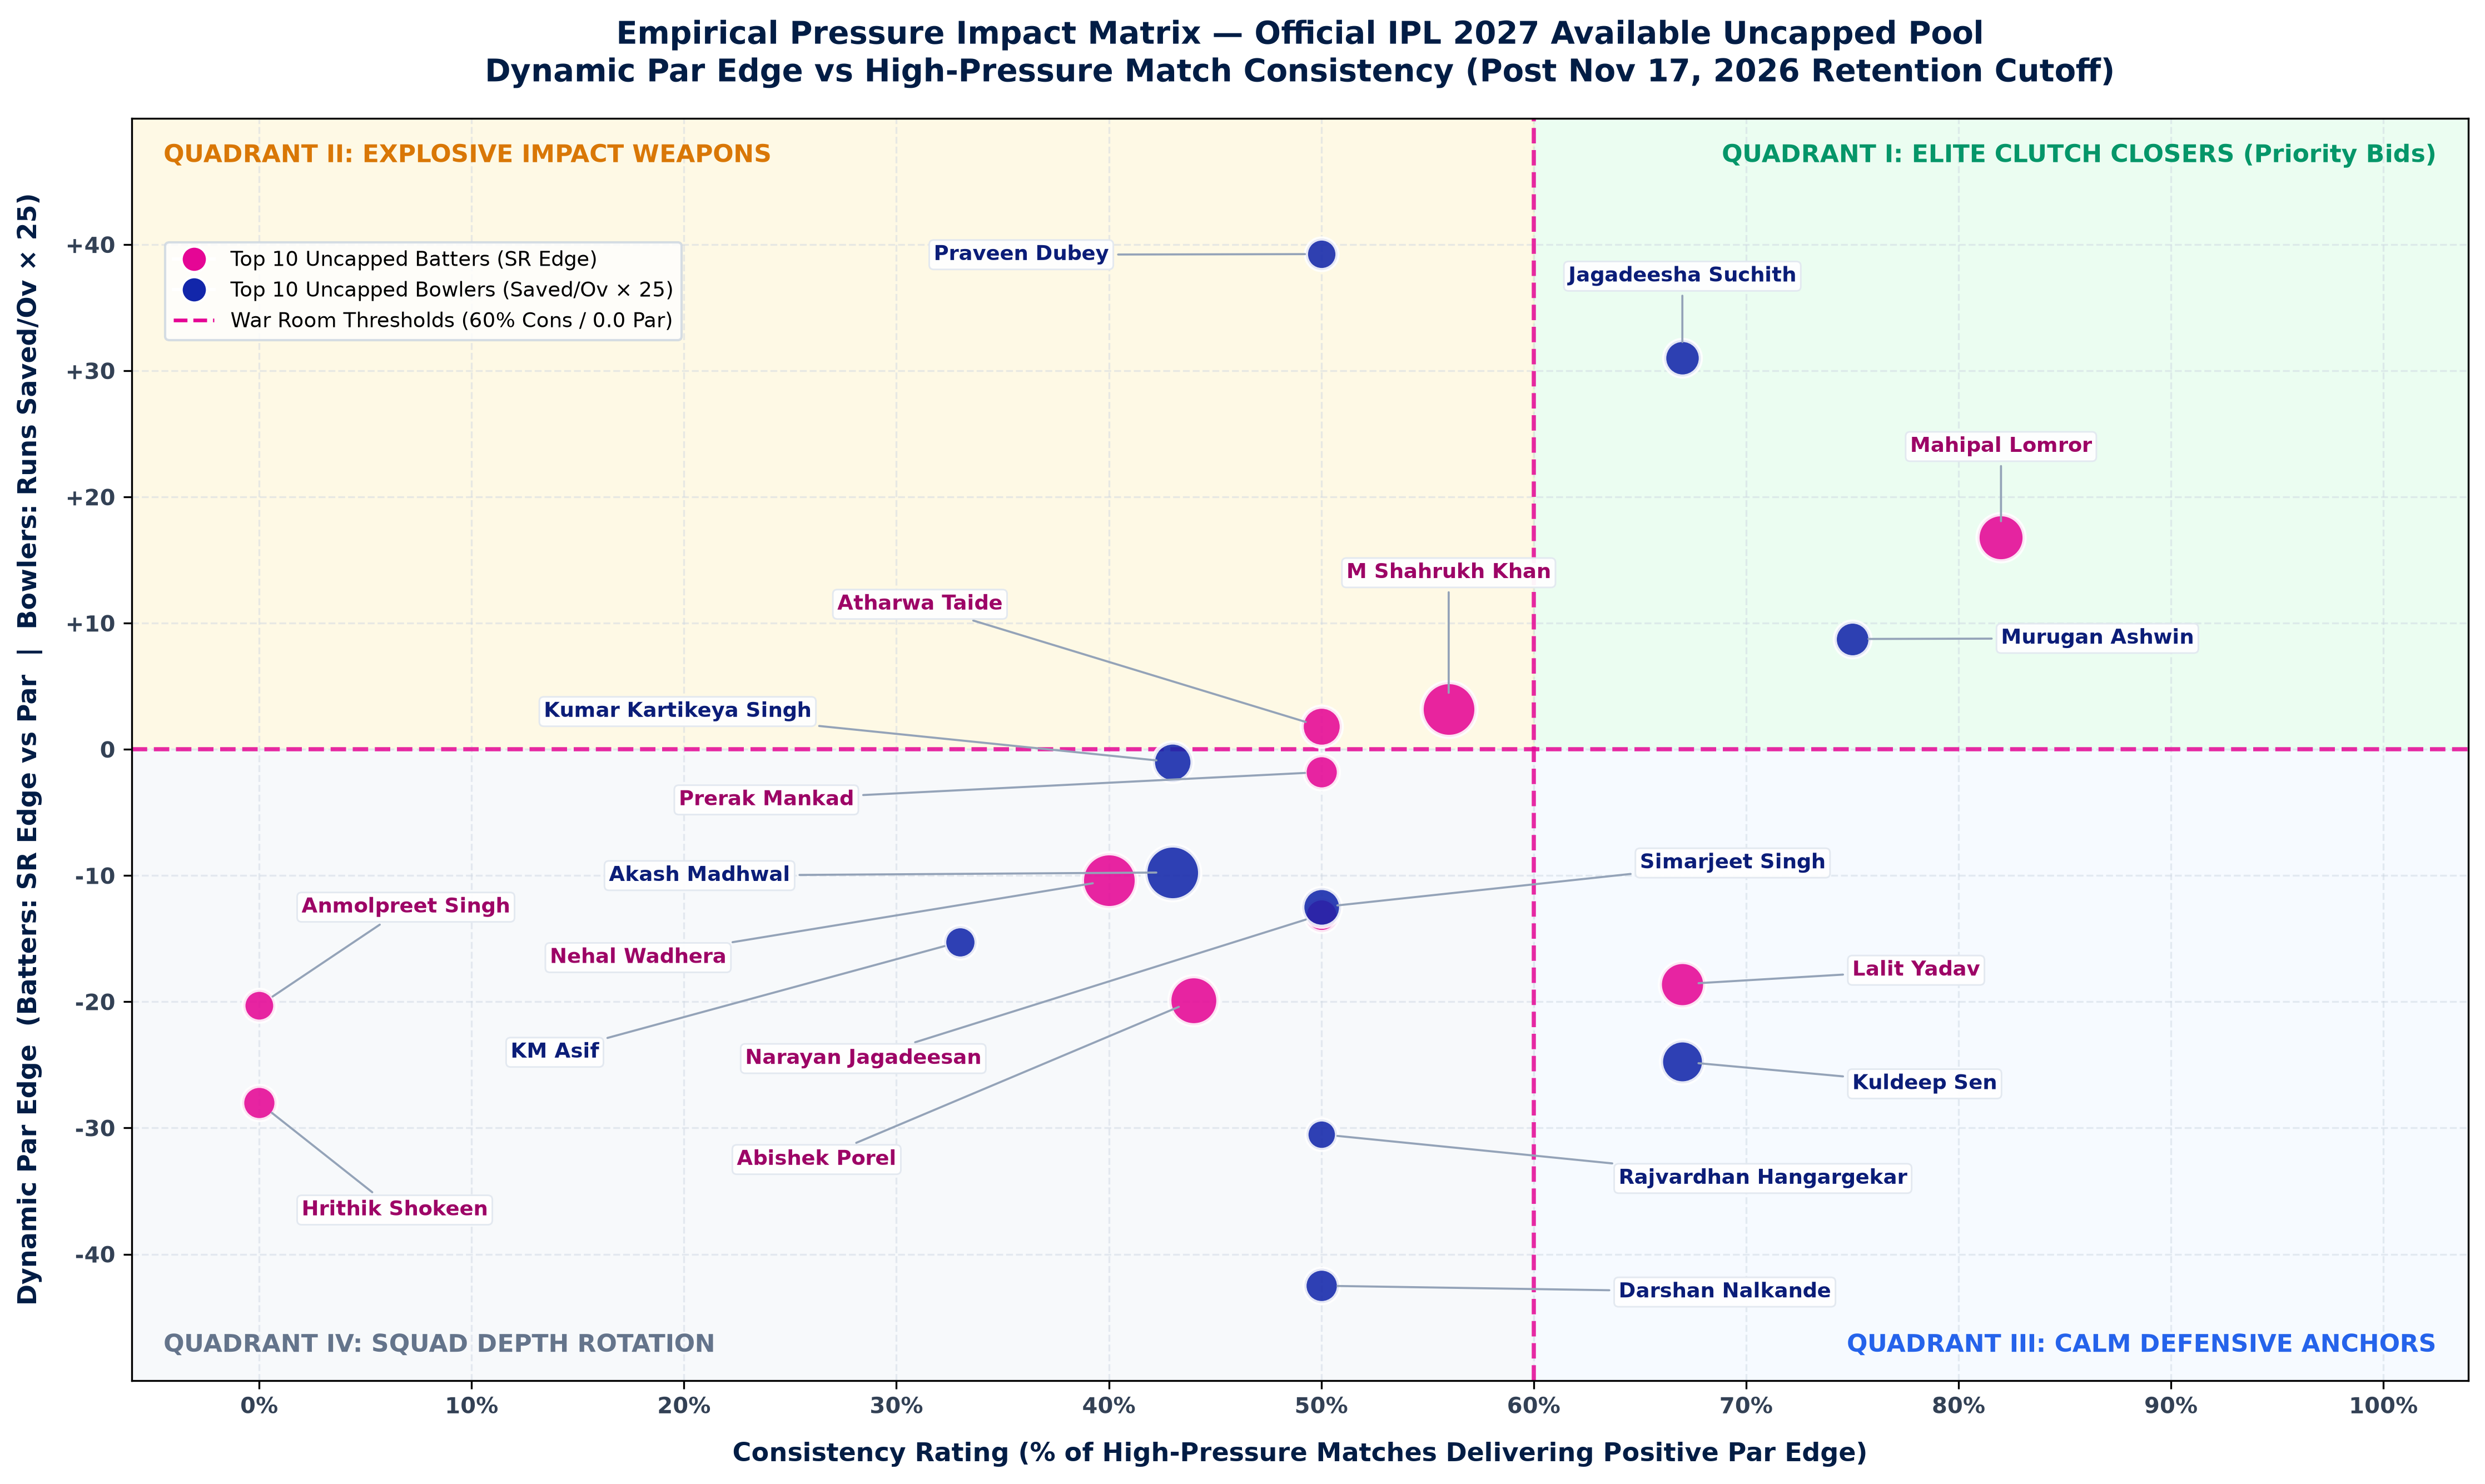 Empirical Pressure Impact Matrix — Official IPL 2027 Available Uncapped Pool
Dynamic Par Edge vs High-Pressure Match Consistency (Post Nov 17, 2026 Retention Cutoff)
QUADRANT II: EXPLOSIVE IMPACT WEAPONS
QUADRANT I: ELITE CLUTCH CLOSERS (Priority Bids)
Top 10 Uncapped Batters (SR Edge)
Top 10 Uncapped Bowlers (Saved/Ov × 25)
War Room Thresholds (60% Cons / 0.0 Par)
Praveen Dubey
Jagadeesha Suchith
Mahipal Lomror
M Shahrukh Khan
Atharwa Taide
Murugan Ashwin
Kumar Kartikeya Singh
Prerak Mankad
Simarjeet Singh
Akash Madhwal
Anmolpreet Singh
Nehal Wadhera
Lalit Yadav
KM Asif
Narayan Jagadeesan
Kuldeep Sen
Abishek Porel
Rajvardhan Hangargekar
Hrithik Shokeen
Darshan Nalkande
QUADRANT IV: SQUAD DEPTH ROTATION
QUADRANT III: CALM DEFENSIVE ANCHORS
+40
+30
+20
+10
0
-10
-20
-30
-40
Dynamic Par Edge (Batters: SR Edge vs Par | Bowlers: Runs Saved/Ov × 25)
0%
10%
20%
30%
40%
50%
60%
70%
80%
90%
100%
Consistency Rating (% of High-Pressure Matches Delivering Positive Par Edge)